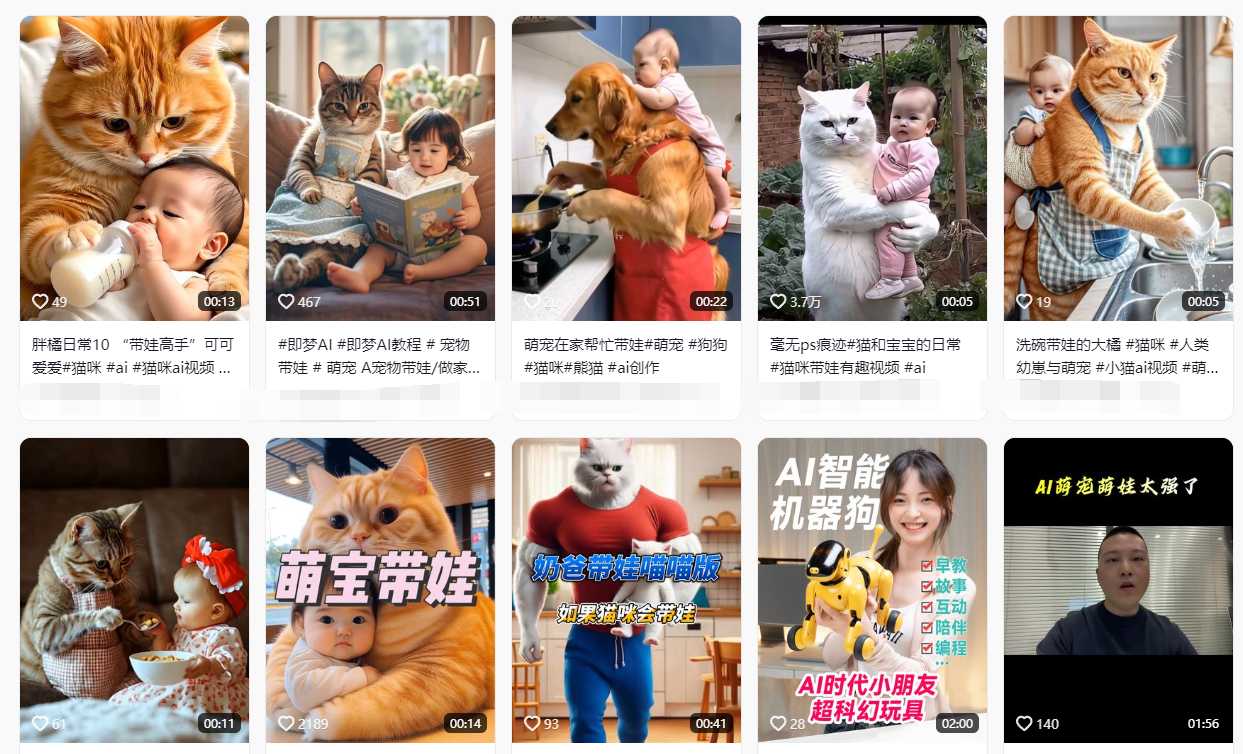 49
00:13
467
00:51
20
00:22
3.7万
00:05
19
00:05
胖橘日常10 “带娃高手”可可
爱爱#猫咪 #ai #猫咪ai视频 ...
#即梦AI #即梦AI教程 # 宠物
带娃 # 萌宠 A宠物带娃/做家...
萌宠在家帮忙带娃#萌宠 #狗狗
#猫咪#熊猫 #ai创作
毫无ps痕迹#猫和宝宝的日常
#猫咪带娃有趣视频 #ai
洗碗带娃的大橘 #猫咪 #人类
幼崽与萌宠 #小猫ai视频 #萌...
61
00:11
萌宝带娃
2189
00:14
奶爸带娃喵喵版
如果猫咪会带娃
93
00:41
AI智能
机器狗
早教
故事
互动
陪伴
编程
...
AI时代小朋友
超科幻玩具
28
02:00
AI萌宠萌娃太强了
140
01:56